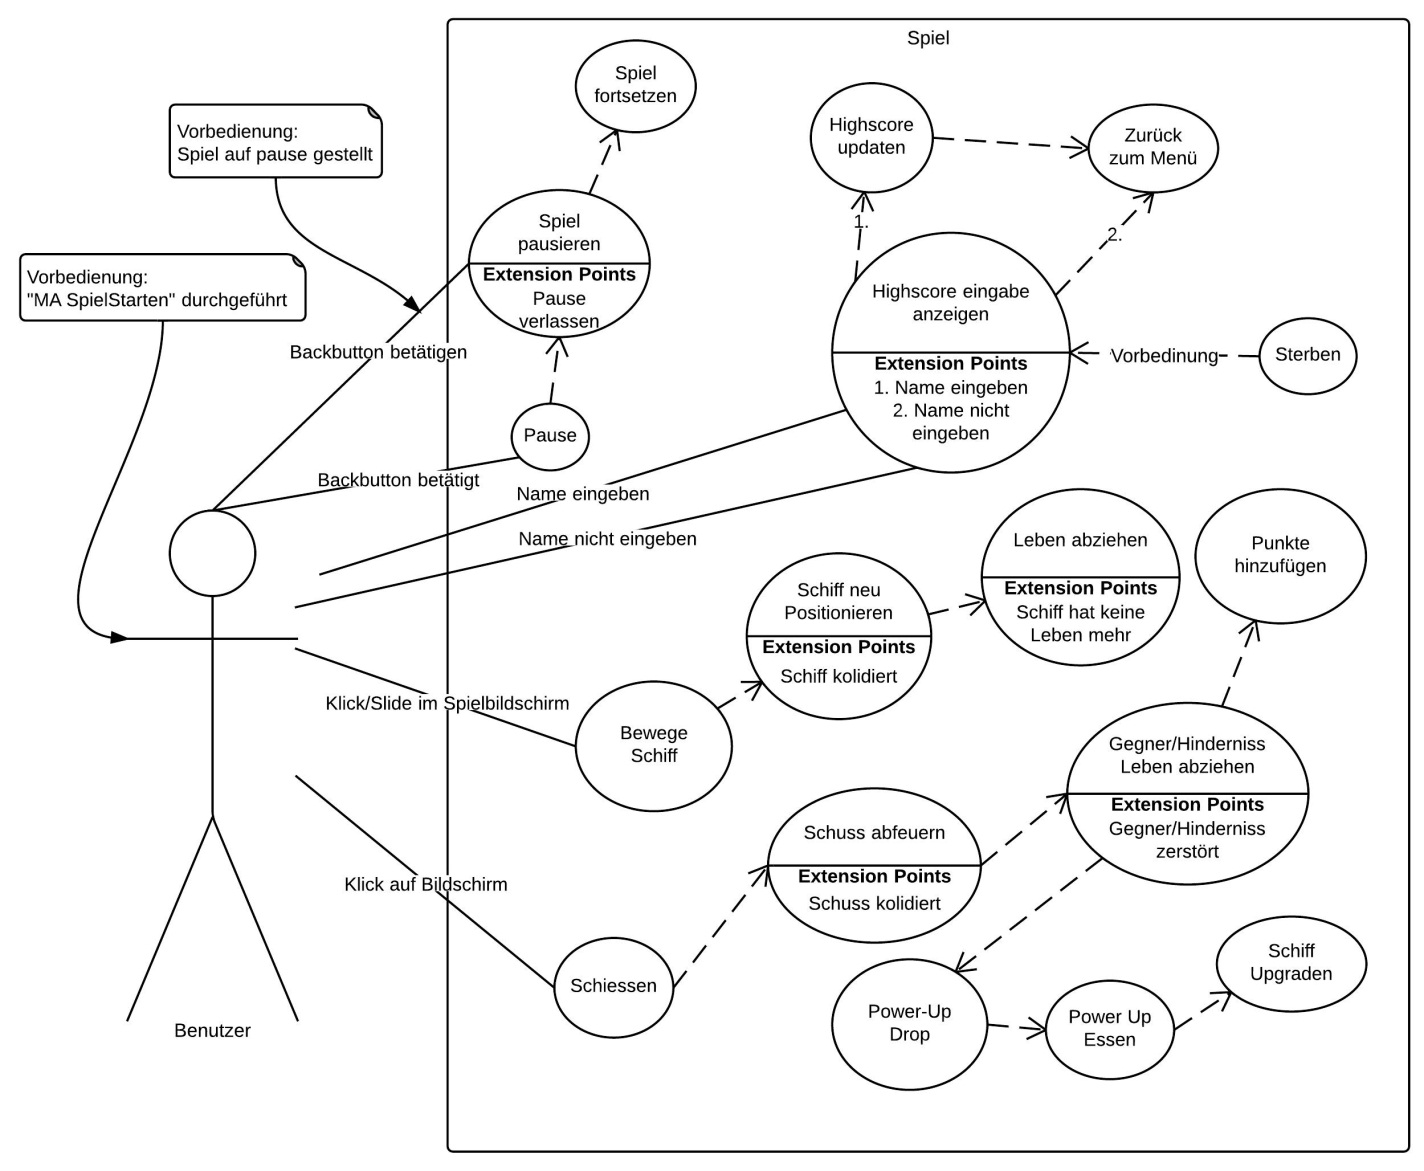 Spiel
Spiel
fortsetzen
Highscore
updaten
Zurück
zum Menü
Vorbedienung:
Spiel auf pause gestellt
1.
2.
Spiel
pausieren
Extension Points
Pause
verlassen
Vorbedienung:
"MA SpielStarten" durchgeführt
Highscore eingabe
anzeigen
Extension Points
1. Name eingeben
2. Name nicht
eingeben
Vorbedinung
Sterben
Backbutton betätigen
Pause
Backbutton betätigt
Name eingeben
Name nicht eingeben
Leben abziehen
Extension Points
Schiff hat keine
Leben mehr
Punkte
hinzufügen
Schiff neu
Positionieren
Extension Points
Schiff kolidiert
Klick/Slide im Spielbildschirm
Bewege
Schiff
Gegner/Hinderniss
Leben abziehen
Extension Points
Gegner/Hinderniss
zerstört
Schuss abfeuern
Extension Points
Schuss kolidiert
Klick auf Bildschirm
Schiessen
Schiff
Upgraden
Power-Up
Drop
Power Up
Essen
Benutzer